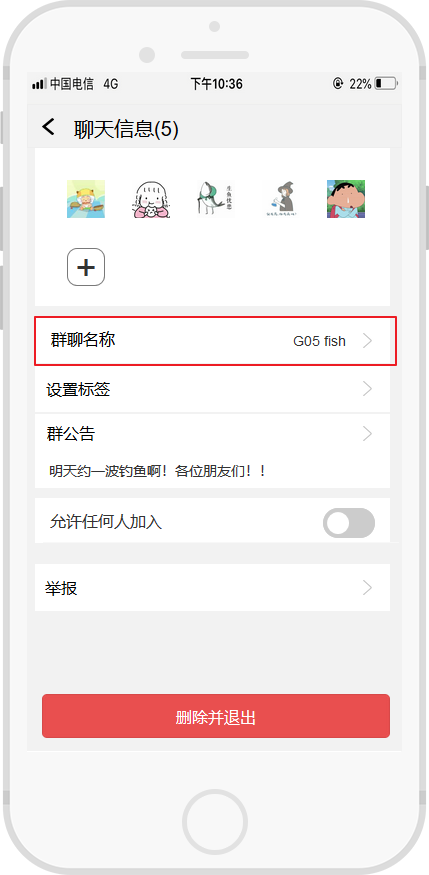 中国电信 4G 下午10:36 22%
聊天信息(5)
群聊名称 G05 fish
设置标签
群公告
明天约一波钓鱼啊！各位朋友们！！
允许任何人加入
举报
删除并退出